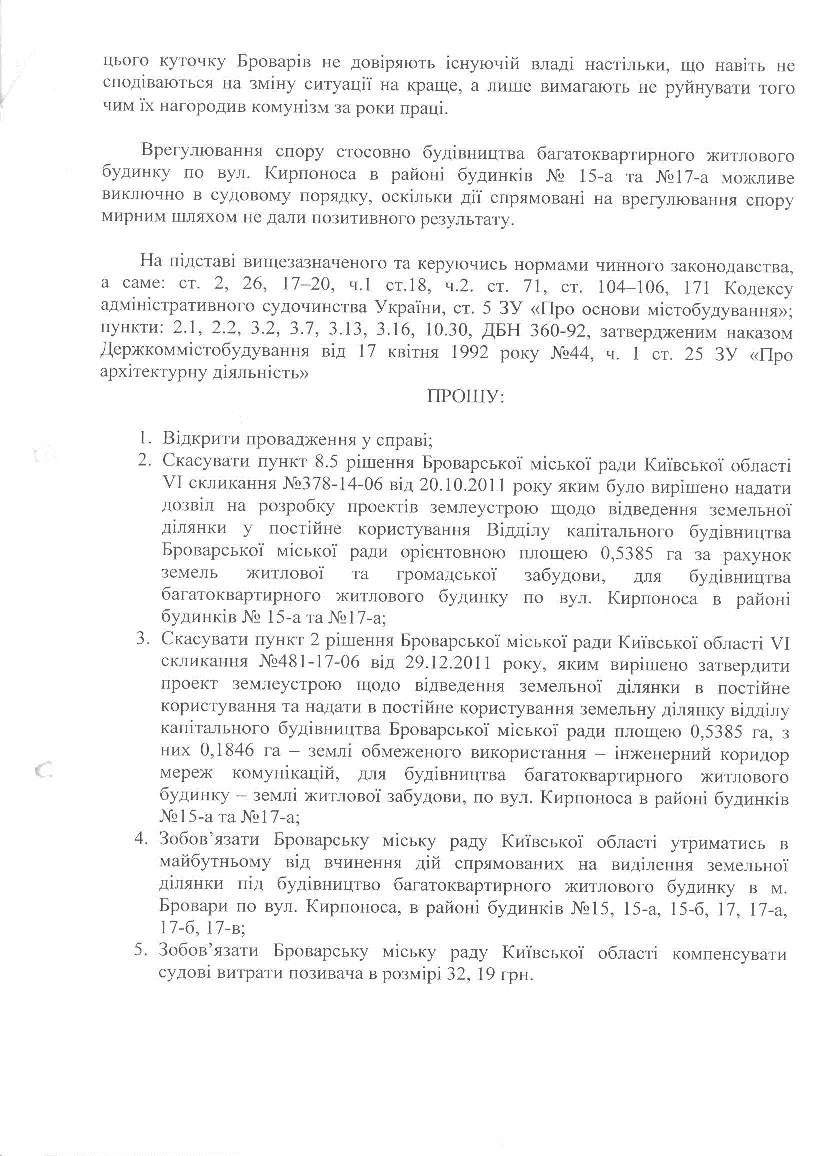 цього куточку Броварів не довіряють існуючій владі настільки, що навіть не
сподіваються на зміну ситуації на краще, а лише вимагають не руйнувати того
чим їх нагородив комунізм за роки праці.
Врегулювання спору стосовно будівництва багатоквартирного житлового
будинку по вул. Кирпоноса в районі будинків № 15-а та №17-а можливе
виключно в судовому порядку, оскільки дії спрямовані на врегулювання спору
мирним шляхом не дали позитивного результату.
На підставі вищезазначеного та керуючись нормами чинного законодавства,
а саме: ст. 2, 26, 17–20, ч.1 ст.18, ч.2 ст. 71, ст. 104–106, 171 Кодексу
адміністративного судочинства України, ст. 5 ЗУ «Про основи містобудування»;
пункти: 2.1, 2.2, 3.2, 3.7, 3.13, 3.16, 10.30, ДБН 360-92, затвердженим наказом
Держкоммістобудування від 17 квітня 1992 року №44, ч. 1 ст. 25 ЗУ «Про
архітектурну діяльність»
ПРОШУ:
1. Відкрити провадження у справі;
2. Скасувати пункт 8.5 рішення Броварської міської ради Київської області
VI скликання №378-14-06 від 20.10.2011 року яким було вирішено надати
дозвіл на розробку проектів землеустрою щодо відведення земельної
ділянки у постійне користування Відділу капітального будівництва
Броварської міської ради орієнтовною площею 0,5385 га за рахунок
земель житлової та громадської забудови, для будівництва
багатоквартирного житлового будинку по вул. Кирпоноса в районі
будинків № 15-а та №17-а;
3. Скасувати пункт 2 рішення Броварської міської ради Київської області VI
скликання №481-17-06 від 29.12.2011 року, яким вирішено затвердити
проект землеустрою щодо відведення земельної ділянки в постійне
користування та надати в постійне користування земельну ділянку відділу
капітального будівництва Броварської міської ради площею 0,5385 га, з
них 0,1846 га – землі обмеженого використання – інженерний коридор
мереж комунікацій, для будівництва багатоквартирного житлового
будинку – землі житлової забудови, по вул. Кирпоноса в районі будинків
№15-а та №17-а;
4. Зобов’язати Броварську міську раду Київської області утриматись в
майбутньому від вчинення дій спрямованих на виділення земельної
ділянки під будівництво багатоквартирного житлового будинку в м.
Бровари по вул. Кирпоноса, в районі будинків №15, 15-а, 15-б, 17, 17-а,
17-б, 17-в;
5. Зобов’язати Броварську міську раду Київської області компенсувати
судові витрати позивача в розмірі 32, 19 грн.